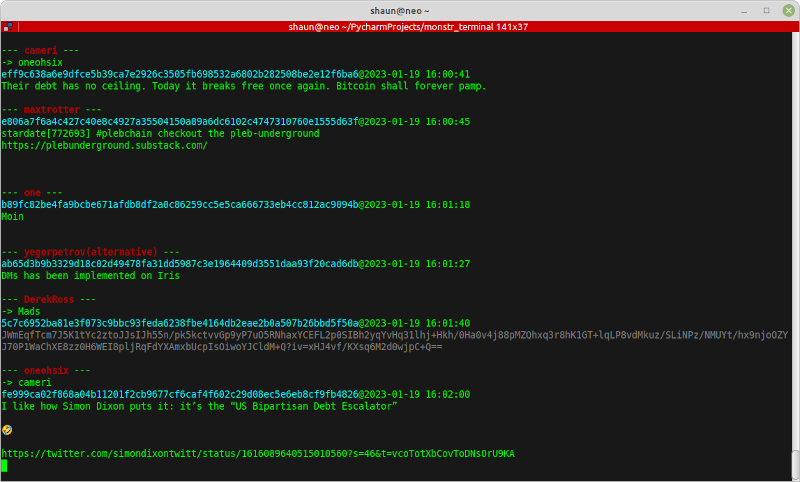 shaun@neo ~
shaun@neo ~/PycharmProjects/monstr_terminal 141x37
--- cameri ---
-> oneohsix
eff9c638a6e9dfce5b39ca7e2926c3505fb698532a6802b282508be2e12f6ba6@2023-01-19 16:00:41
Their debt has no ceiling. Today it breaks free once again. Bitcoin shall forever pamp.
--- maxtrotter ---
e806a7f6a4c427c40e8c4927a35504150a89a6dc6102c4747310760e1555d63f@2023-01-19 16:00:45
stardate[772693] #plebchain checkout the pleb-underground
https://plebunderground.substack.com/
--- one ---
b89fc82be4fa9bcbe671afdb8df2a0c86259cc5e5ca666733eb4cc812ac9094b@2023-01-19 16:01:18
Moin
--- yegorpetrov(alternative) ---
ab65d3b9b3329d18c02d49478fa31dd5987c3e1964409d3551daa93f20cad6db@2023-01-19 16:01:27
DMs has been implemented on Iris
--- DerekRoss ---
-> Mads
5c7c6952ba81e3f073c9bbc93feda6238fbe4164db2eae2b0a507b26bbd5f50a@2023-01-19 16:01:40
JWmEqfTcm7J5K1tYc2ztoJJsIJh55n/pk5kctvvGp9yP7uO5RNhaxYCEFL2p0SIBh2yqYvHq31lhj+Hkh/0Ha0v4j88pMZQhxq3r8hK1GT+lqLP8vdMkuz/SLiNPz/NMUYt/hx9njoOZY
J70P1WaChXE8zz0H6WEI8pljRqFdYXAmxbUcpIsOiwoYJCldM+Q?iv=xHJ4vf/KXsq6M2d0wjpC+Q==
--- oneohsix ---
-> cameri
fe999ca02f868a04b11201f2cb9677cf6caf4f602c29d08ec5e6eb8cf9fb4826@2023-01-19 16:02:00
I like how Simon Dixon puts it: it’s the “US Bipartisan Debt Escalator”
🤣
https://twitter.com/simondixontwitt/status/1616089640515010560?s=46&t=vcoTotXbCovToDNsOrU9KA